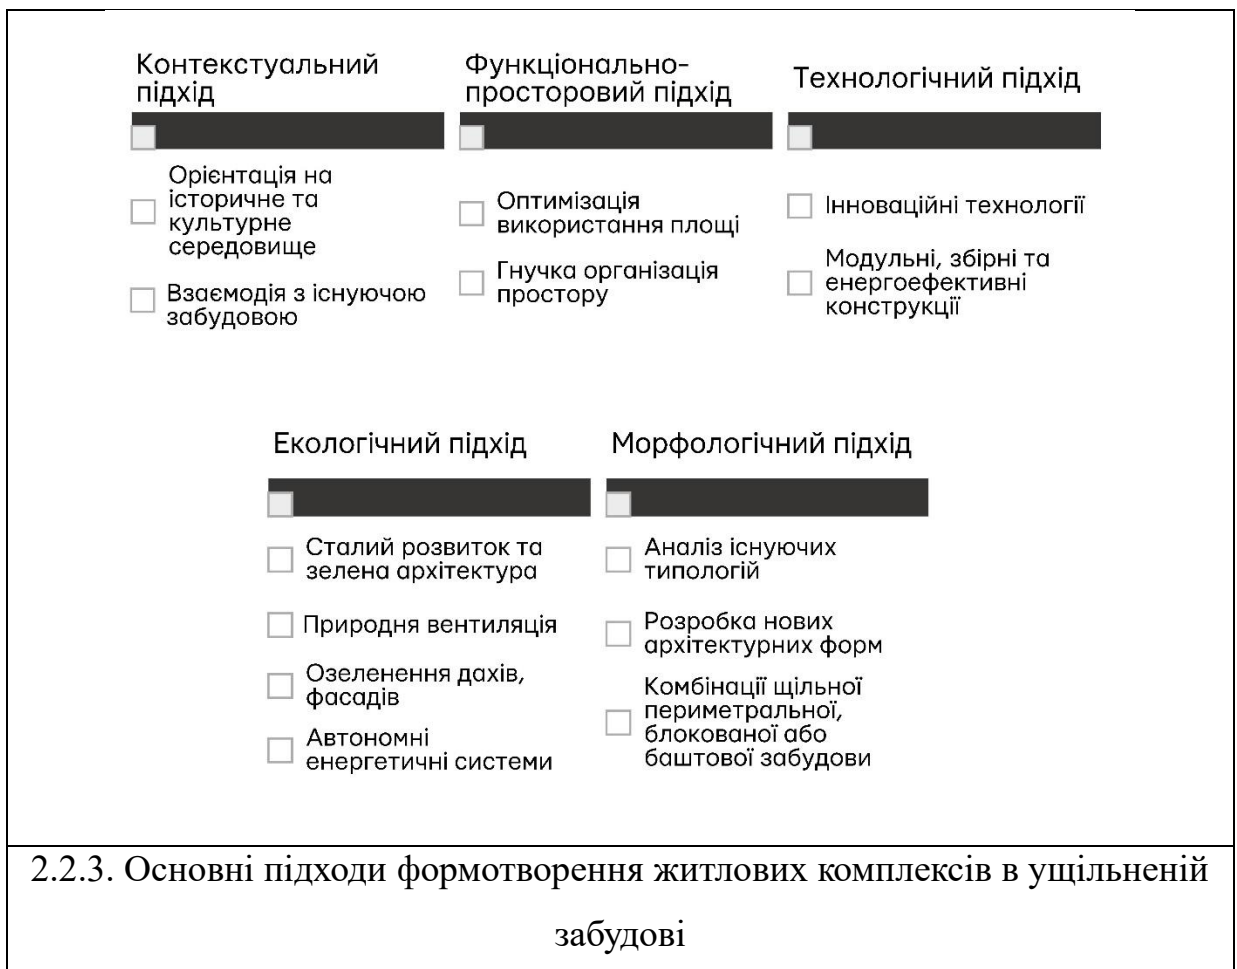 Контекстуальний
підхід
Орієнтація на
історичне та
культурне
середовище
Взаємодія з існуючою
забудовою
Функціонально-
просторовий підхід
Оптимізація
використання площі
Гнучка організація
простору
Технологічний підхід
Інноваційні технології
Модульні, збірні та
енергоефективні
конструкції
Екологічний підхід
Сталий розвиток та
зелена архітектура
Природня вентиляція
Озеленення дахів,
фасадів
Автономні
енергетичні системи
Морфологічний підхід
Аналіз існуючих
типологій
Розробка нових
архітектурних форм
Комбінації щільної
периметральної,
блокованої або
баштової забудови
2.2.3. Основні підходи формотворення житлових комплексів в ущільненій
забудові